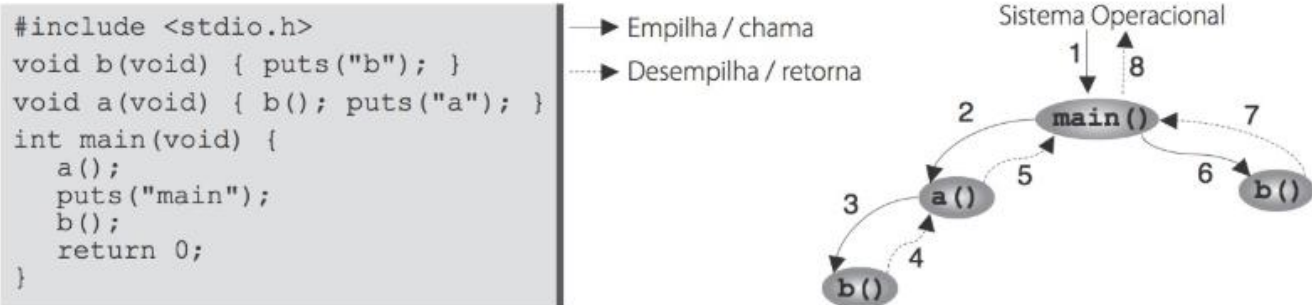 #include <stdio.h>
void b(void) { puts("b"); }
void a(void) { b(); puts("a"); }
int main(void) {
   a();
   puts("main");
   b();
   return 0;
}
Empilha / chama
Desempilha / retorna
Sistema Operacional
1
8
main()
2
7
5
6
a()
b()
3
4
b()